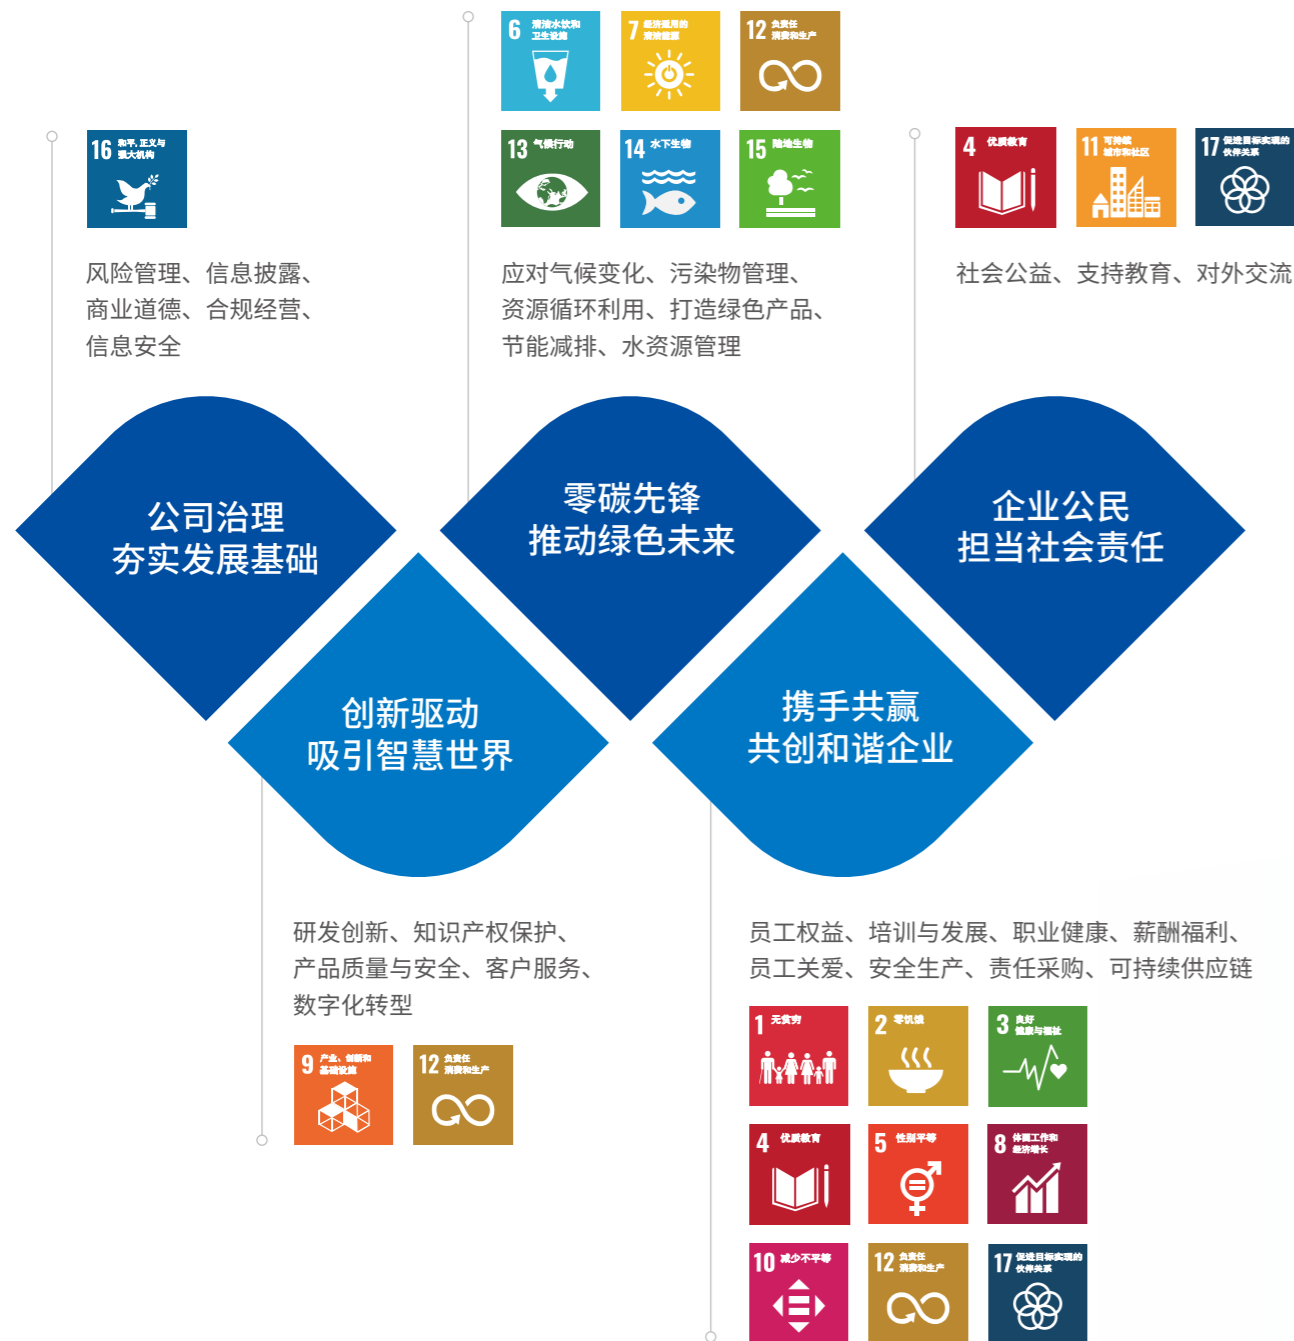 16 和平、正义与
强大机构
风险管理、信息披露、
商业道德、合规经营、
信息安全
6 清洁水饮和
卫生设施
7 经济适用的
清洁能源
12 负责任
消费和生产
13 气候行动
14 水下生物
15 陆地生物
应对气候变化、污染物管理、
资源循环利用、打造绿色产品、
节能减排、水资源管理
4 优质教育
11 可持续
城市和社区
17 促进目标实现的
伙伴关系
社会公益、支持教育、对外交流
公司治理
夯实发展基础
零碳先锋
推动绿色未来
企业公民
担当社会责任
创新驱动
吸引智慧世界
携手共赢
共创和谐企业
研发创新、知识产权保护、
产品质量与安全、客户服务、
数字化转型
9 产业、创新和
基础设施
12 负责任
消费和生产
员工权益、培训与发展、职业健康、薪酬福利、
员工关爱、安全生产、责任采购、可持续供应链
1 无贫穷
2 零饥饿
3 良好
健康与福祉
4 优质教育
5 性别平等
8 体面工作和
经济增长
10 减少不平等
12 负责任
消费和生产
17 促进目标实现的
伙伴关系